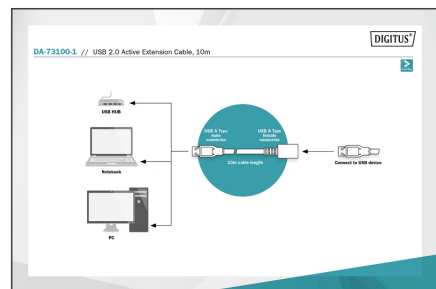 DIGITUS®
DA-73100-1 // USB 2.0 Active Extension Cable, 10m
USB HUB
USB A Type
male
connector
USB A Type
female
connector
10m cable length
Connect to USB device
Notebook
PC